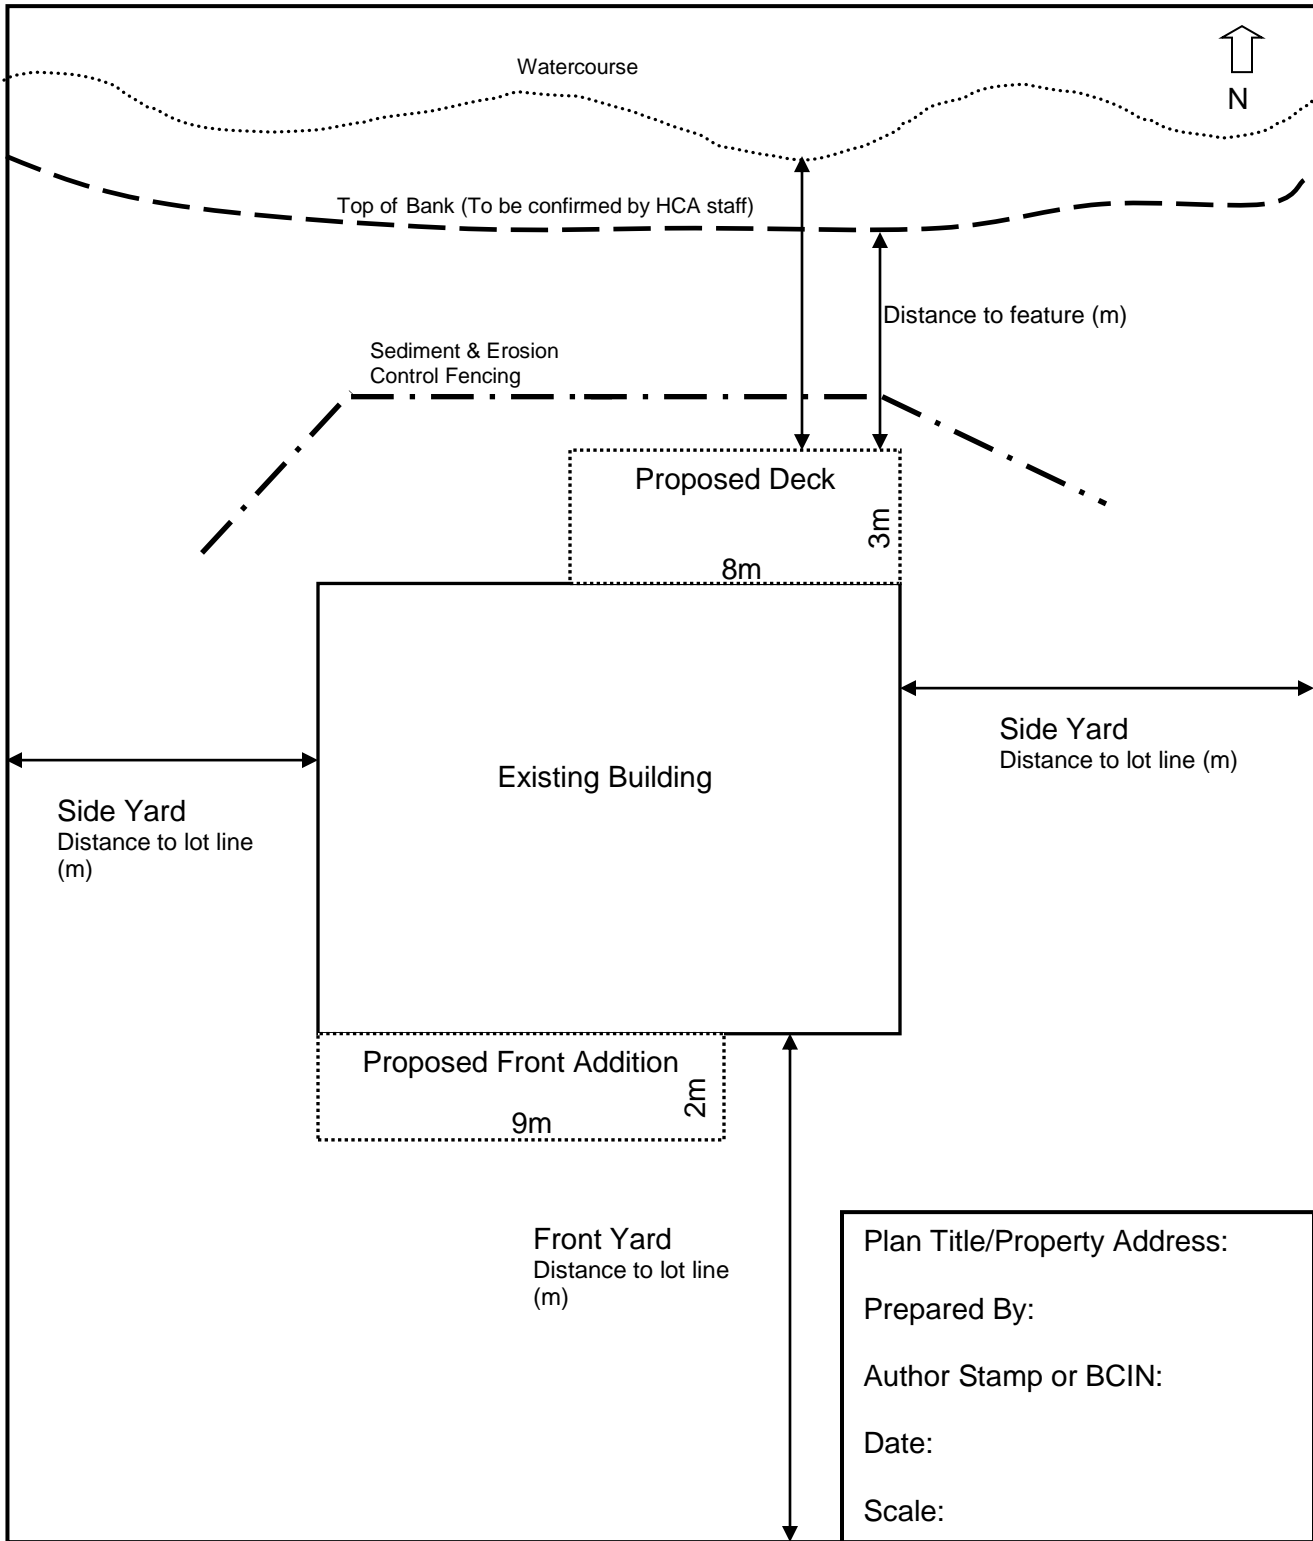 Watercourse
N
Top of Bank (To be confirmed by HCA staff)
Distance to feature (m)
Sediment & Erosion
Control Fencing
Proposed Deck
3m
8m
Side Yard
Distance to lot line (m)
Existing Building
Side Yard
Distance to lot line
(m)
Proposed Front Addition
2m
9m
Front Yard
Distance to lot line
(m)
Plan Title/Property Address:
Prepared By:
Author Stamp or BCIN:
Date:
Scale: